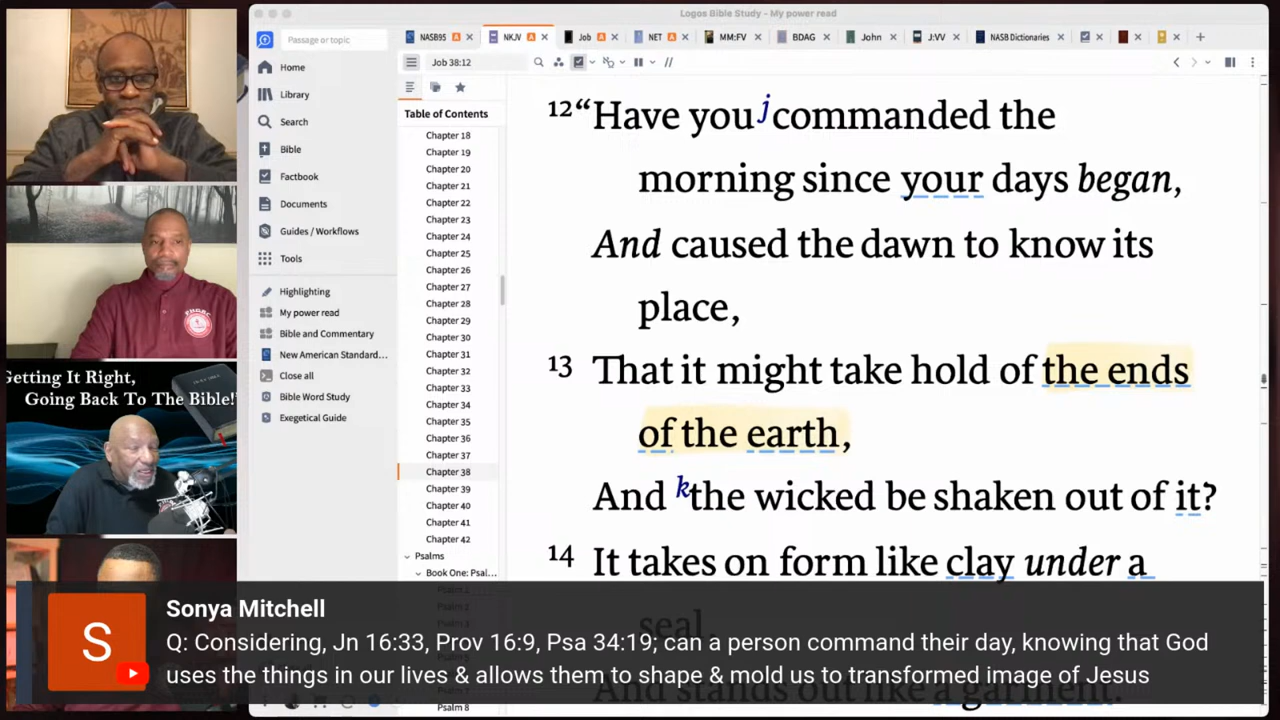 Logos Bible Study – My power read
Passage or topic
Home
Library
Search
Bible
Factbook
Documents
Guides / Workflows
Tools
Highlighting
My power read
Bible and Commentary
New American Standard...
Close all
Bible Word Study
Exegetical Guide
NASB95 A
NKJV A
Job A
NET A
MM:FV
BDAG
John
J:VV
NASB Dictionaries
Job 38:12
Table of Contents
Chapter 18
Chapter 19
Chapter 20
Chapter 21
Chapter 22
Chapter 23
Chapter 24
Chapter 25
Chapter 26
Chapter 27
Chapter 28
Chapter 29
Chapter 30
Chapter 31
Chapter 32
Chapter 33
Chapter 34
Chapter 35
Chapter 36
Chapter 37
Chapter 38
Chapter 39
Chapter 40
Chapter 41
Chapter 42
Psalms
Book One: Psal...
Psalm 8
12 “Have you j commanded the
morning since your days began,
And caused the dawn to know its
place,
13 That it might take hold of the ends
of the earth,
And k the wicked be shaken out of it?
14 It takes on form like clay under a
seal,
And stands out like a garment.
Getting It Right,
Going Back To The Bible!
S
Sonya Mitchell
Q: Considering, Jn 16:33, Prov 16:9, Psa 34:19; can a person command their day, knowing that God
uses the things in our lives & allows them to shape & mold us to transformed image of Jesus